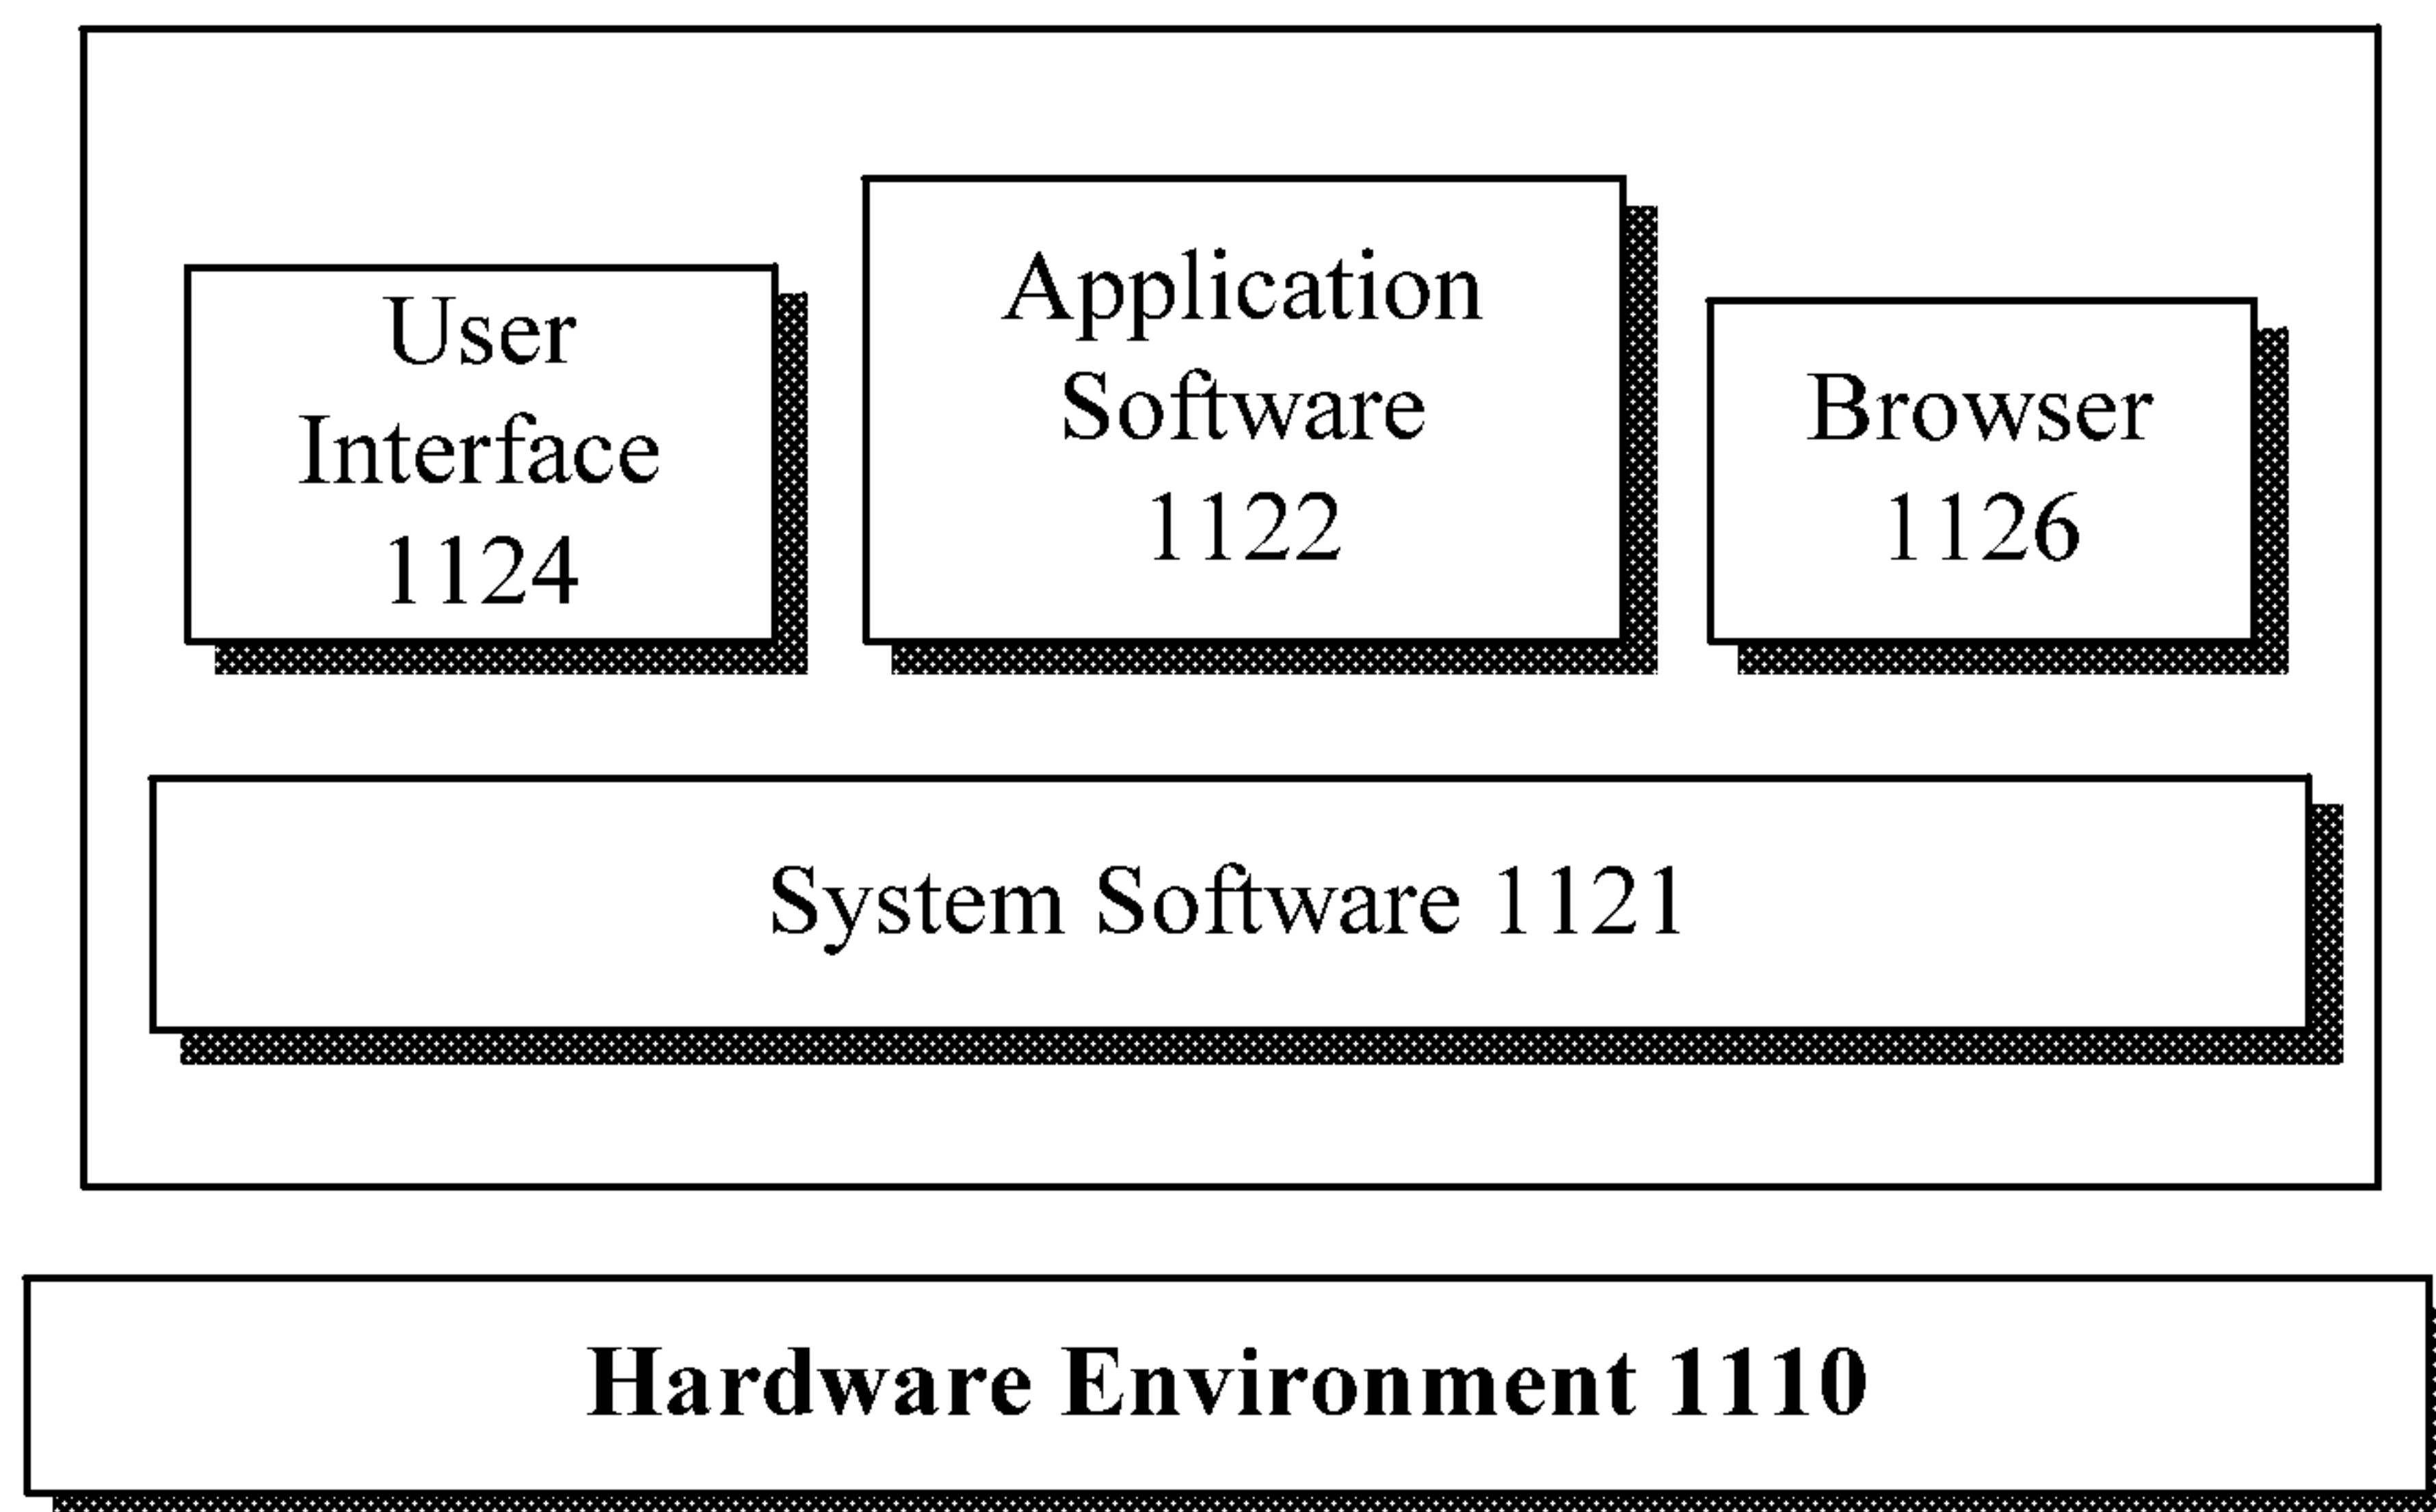 User
Interface
1124
Application
Software
1122
Browser
1126
System Software 1121
Hardware Environment 1110